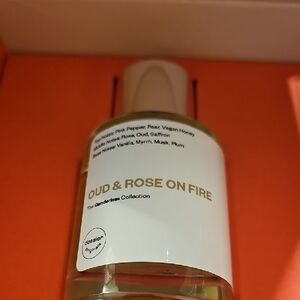 Top Notes: Pink Pepper, Pear, Vegan Honey
Middle Notes: Rose, Oud, Saffron
Base Notes: Vanilla, Myrrh, Musk, Plum
OUD & ROSE ON FIRE
The Genderless Collection
dossier